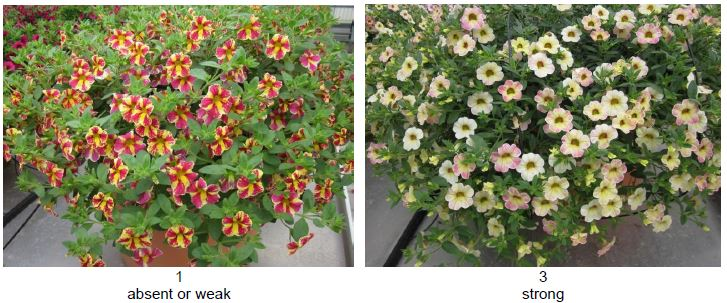 1
absent or weak
3
strong